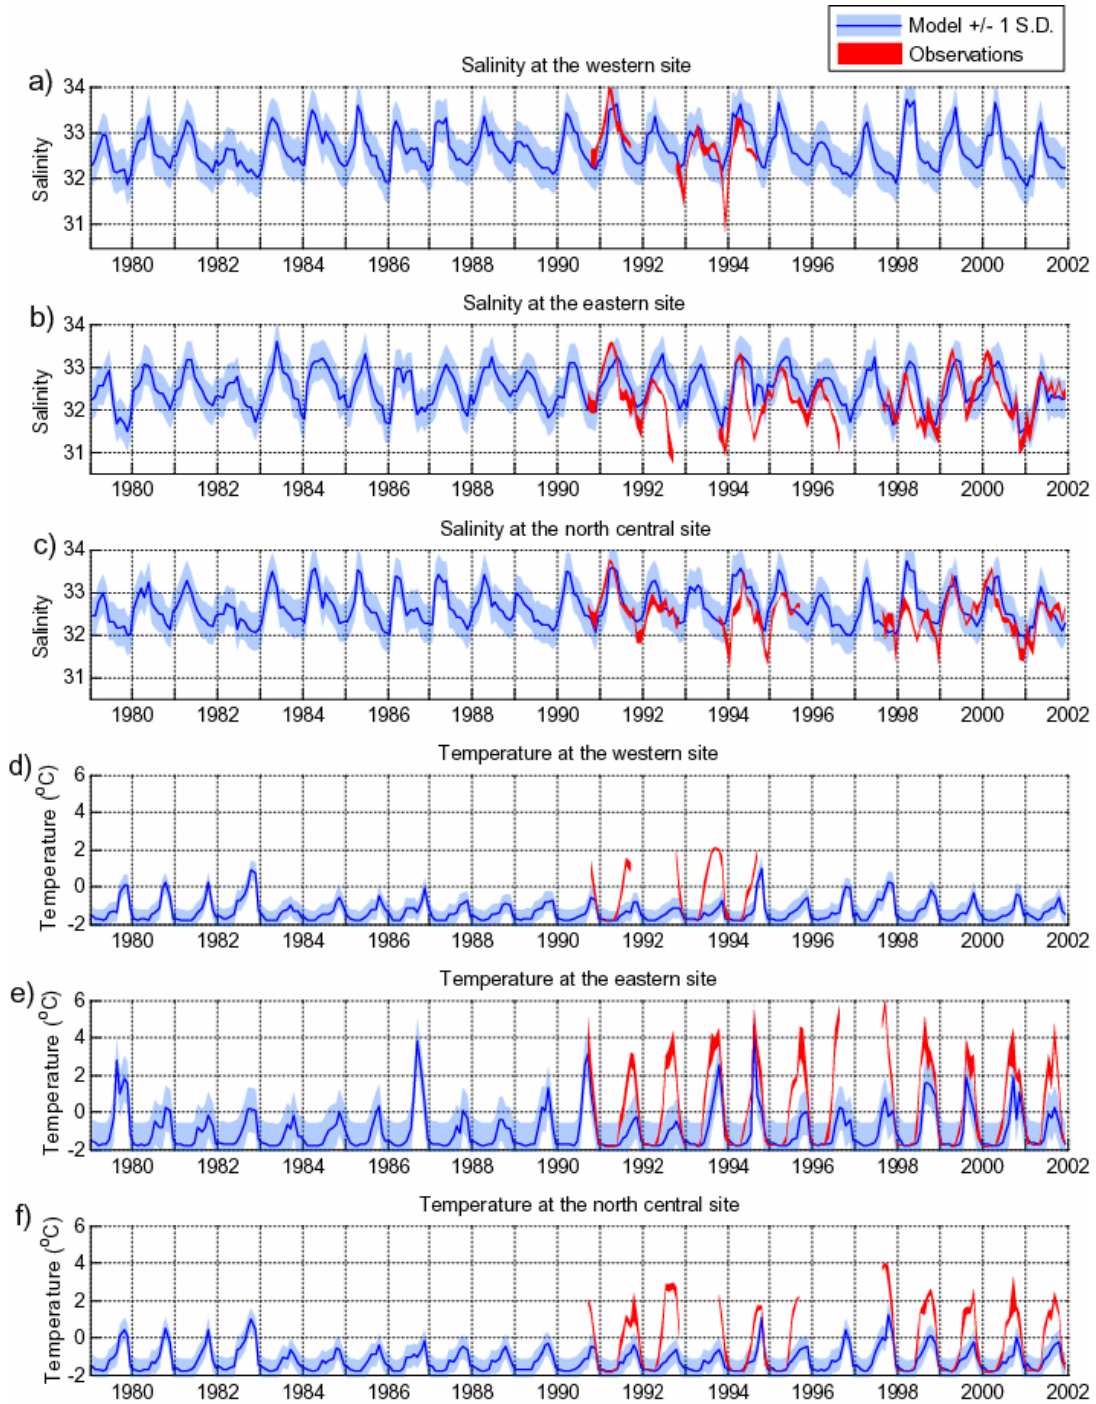 Model +/- 1 S.D.
Observations
a)
Salinity at the western site
Salinity
34
33
32
31
1980 1982 1984 1986 1988 1990 1992 1994 1996 1998 2000 2002
b)
Salnity at the eastern site
Salinity
34
33
32
31
1980 1982 1984 1986 1988 1990 1992 1994 1996 1998 2000 2002
c)
Salinity at the north central site
Salinity
34
33
32
31
1980 1982 1984 1986 1988 1990 1992 1994 1996 1998 2000 2002
d)
Temperature at the western site
Temperature (°C)
6
4
2
0
-2
1980 1982 1984 1986 1988 1990 1992 1994 1996 1998 2000 2002
e)
Temperature at the eastern site
Temperature (°C)
6
4
2
0
-2
1980 1982 1984 1986 1988 1990 1992 1994 1996 1998 2000 2002
f)
Temperature at the north central site
Temperature (°C)
6
4
2
0
-2
1980 1982 1984 1986 1988 1990 1992 1994 1996 1998 2000 2002